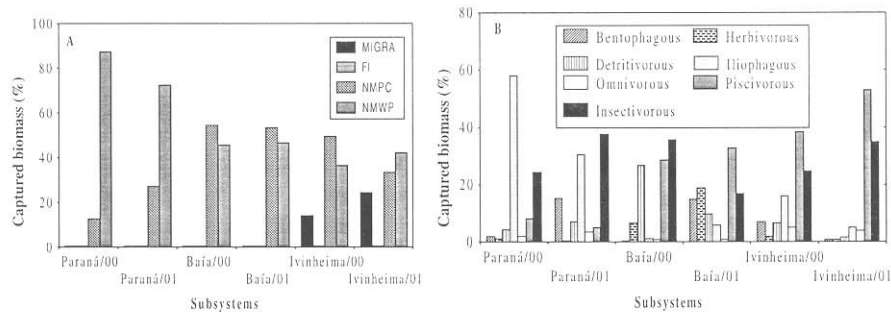 A
Captured biomass (%)
100
80
60
40
20
0
MIGRA
FI
NMPC
NMWP
Paraná/00
Paraná/01
Baía/00
Baía/01
Ivinheima/00
Ivinheima/01
Subsystems
B
Captured biomass (%)
80
60
40
20
0
Bentophagous
Herbivorous
Detritivorous
Iliophagous
Omnivorous
Piscivorous
Insectivorous
Paraná/00
Paraná/01
Baía/00
Baía/01
Ivinheima/00
Ivinheima/01
Subsystems